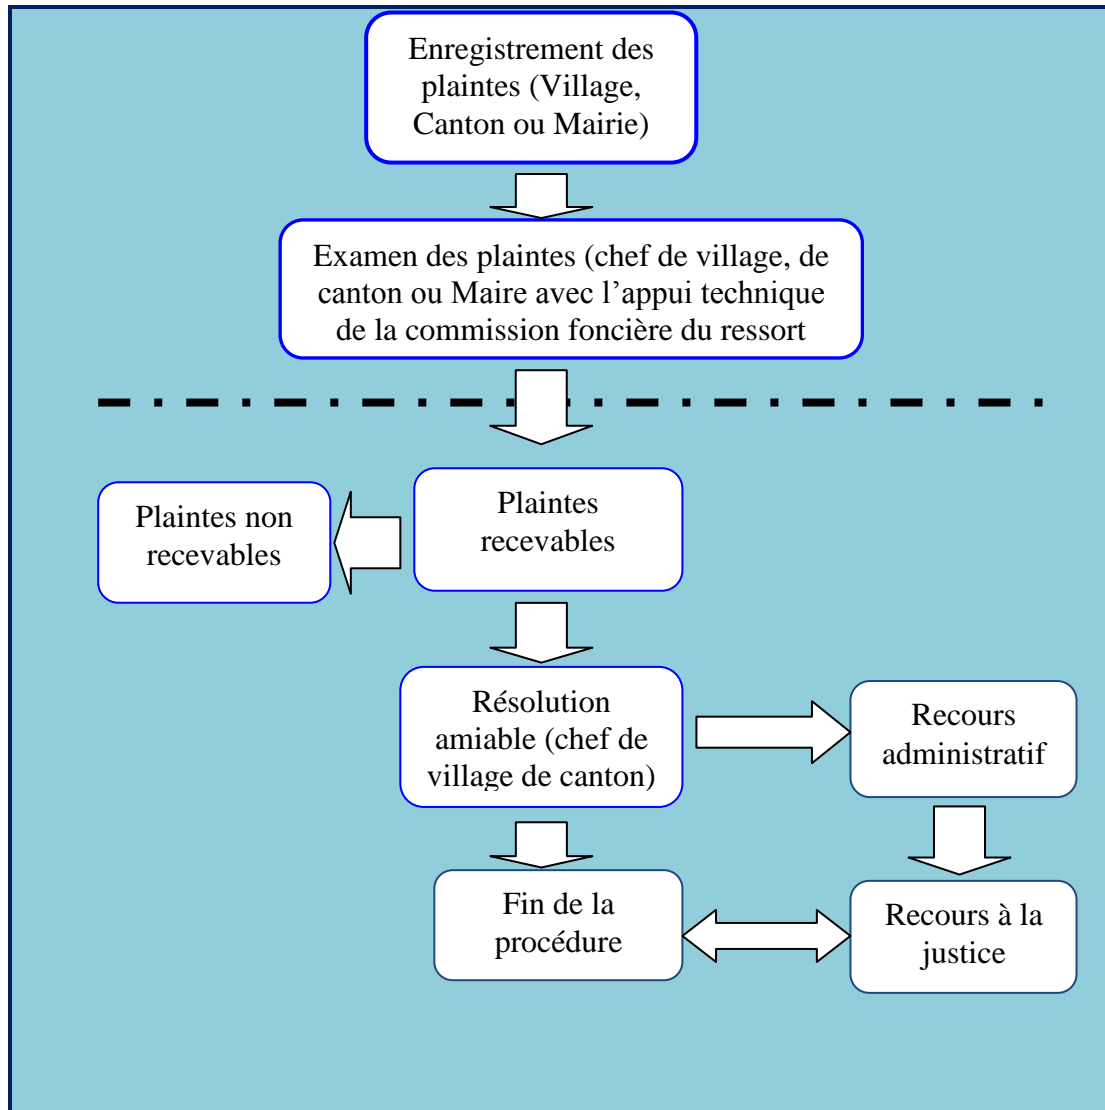 Enregistrement des
plaintes (Village,
Canton ou Mairie)
Examen des plaintes (chef de village, de
canton ou Maire avec l’appui technique
de la commission foncière du ressort
Plaintes non
recevables
Plaintes
recevables
Résolution
amiable (chef de
village de canton)
Recours
administratif
Fin de la
procédure
Recours à la
justice